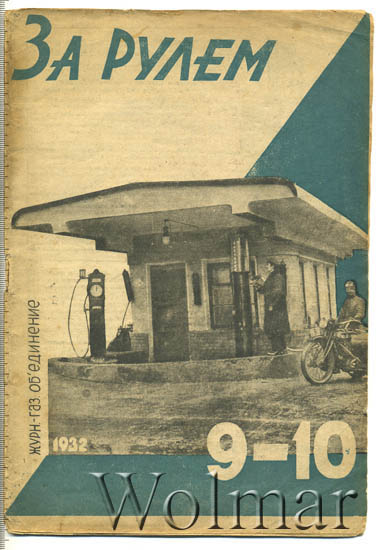 За рулем
журн-газ об'единение
1932
9-10
Wolmar